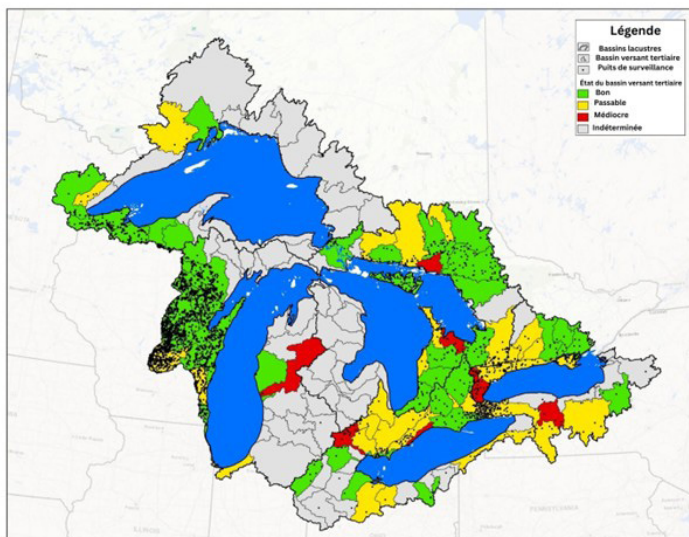 Légende
Bassins lacustres
Bassin versant tertiaire
Puits de surveillance
État du bassin versant tertiaire
Bon
Passable
Médiocre
Indéterminée
ILLINOIS
PENNSYLVANIA